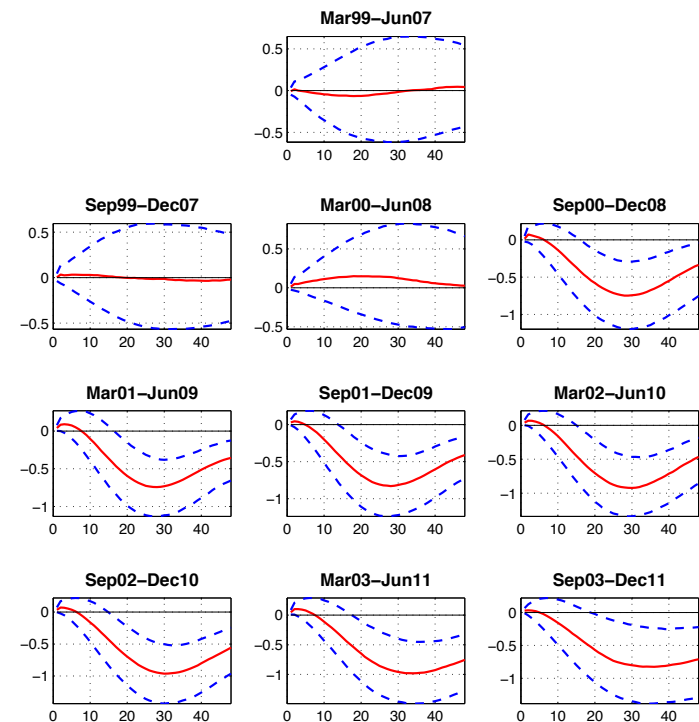 Mar99−Jun07
0.5
0
−0.5
0 10 20 30 40
Sep99−Dec07 Mar00−Jun08 Sep00−Dec08
0.5 0.5 0
0 0 −0.5
−0.5 −0.5 −1
0 10 20 30 40 0 10 20 30 40 0 10 20 30 40
Mar01−Jun09 Sep01−Dec09 Mar02−Jun10
0 0 0
−0.5 −0.5 −0.5
−1 −1 −1
0 10 20 30 40 0 10 20 30 40 0 10 20 30 40
Sep02−Dec10 Mar03−Jun11 Sep03−Dec11
0 0 0
−0.5 −0.5 −0.5
−1 −1 −1
0 10 20 30 40 0 10 20 30 40 0 10 20 30 40